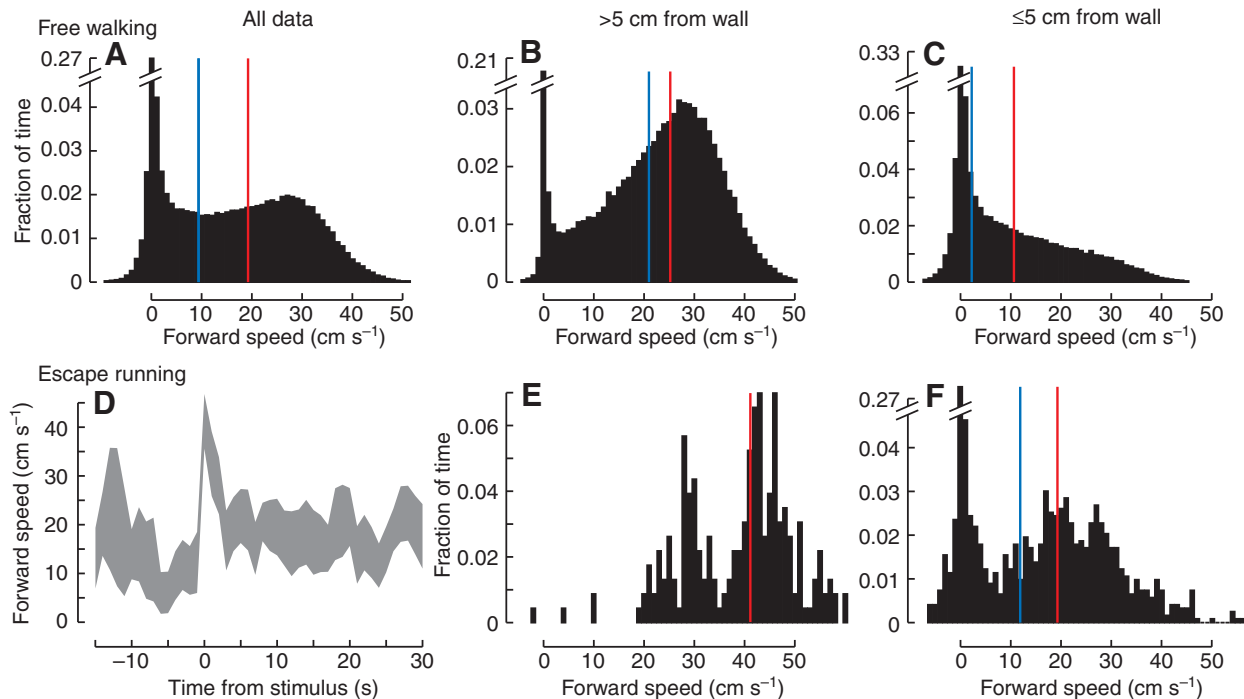 Free walking
All data
>5 cm from wall
≤5 cm from wall
A
0.27
0.04
0.03
0.02
0.01
0
Fraction of time
0 10 20 30 40 50
Forward speed (cm s⁻¹)
B
0.21
0.03
0.02
0.01
0
0 10 20 30 40 50
Forward speed (cm s⁻¹)
C
0.33
0.06
0.04
0.02
0
0 10 20 30 40 50
Forward speed (cm s⁻¹)
Escape running
D
40
30
20
10
0
Forward speed (cm s⁻¹)
−10 0 10 20 30
Time from stimulus (s)
E
0.06
0.04
0.02
0
Fraction of time
0 10 20 30 40 50 60
Forward speed (cm s⁻¹)
F
0.27
0.04
0.03
0.02
0.01
0
0 10 20 30 40 50
Forward speed (cm s⁻¹)